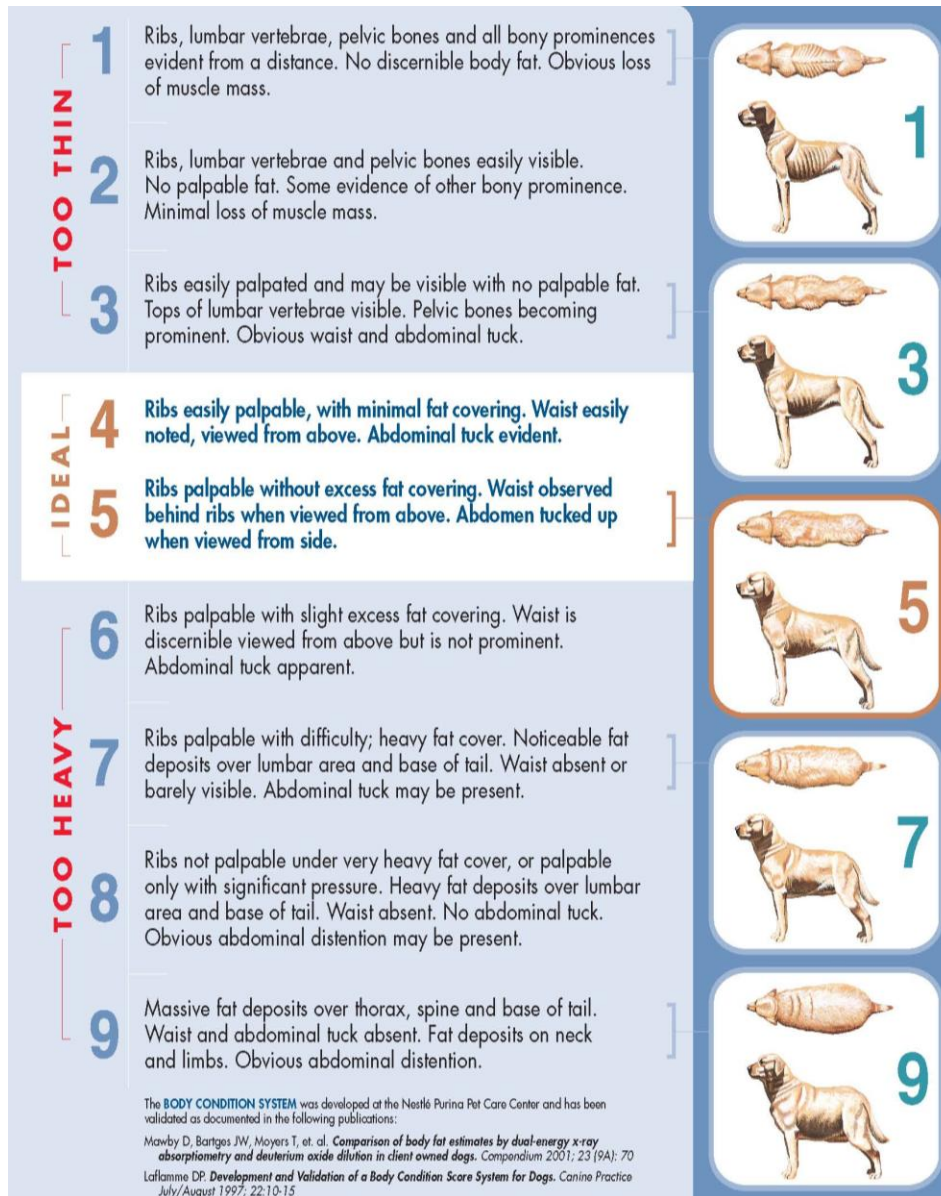 TOO THIN
1
Ribs, lumbar vertebrae, pelvic bones and all bony prominences
evident from a distance. No discernible body fat. Obvious loss
of muscle mass.
1
2
Ribs, lumbar vertebrae and pelvic bones easily visible.
No palpable fat. Some evidence of other bony prominence.
Minimal loss of muscle mass.
3
Ribs easily palpated and may be visible with no palpable fat.
Tops of lumbar vertebrae visible. Pelvic bones becoming
prominent. Obvious waist and abdominal tuck.
3
IDEAL
4
Ribs easily palpable, with minimal fat covering. Waist easily
noted, viewed from above. Abdominal tuck evident.
5
Ribs palpable without excess fat covering. Waist observed
behind ribs when viewed from above. Abdomen tucked up
when viewed from side.
5
TOO HEAVY
6
Ribs palpable with slight excess fat covering. Waist is
discernible viewed from above but is not prominent.
Abdominal tuck apparent.
7
Ribs palpable with difficulty; heavy fat cover. Noticeable fat
deposits over lumbar area and base of tail. Waist absent or
barely visible. Abdominal tuck may be present.
7
8
Ribs not palpable under very heavy fat cover, or palpable
only with significant pressure. Heavy fat deposits over lumbar
area and base of tail. Waist absent. No abdominal tuck.
Obvious abdominal distention may be present.
9
Massive fat deposits over thorax, spine and base of tail.
Waist and abdominal tuck absent. Fat deposits on neck
and limbs. Obvious abdominal distention.
9
The BODY CONDITION SYSTEM was developed at the Nestlé Purina Pet Care Center and has been
validated as documented in the following publications:
Mawby D, Bartges JW, Moyers T, et. al. Comparison of body fat estimates by dual-energy x-ray
absorptiometry and deuterium oxide dilution in client owned dogs. Compendium 2001; 23 (9A): 70
Laflamme DP. Development and Validation of a Body Condition Score System for Dogs. Canine Practice
July/August 1997; 22:10-15